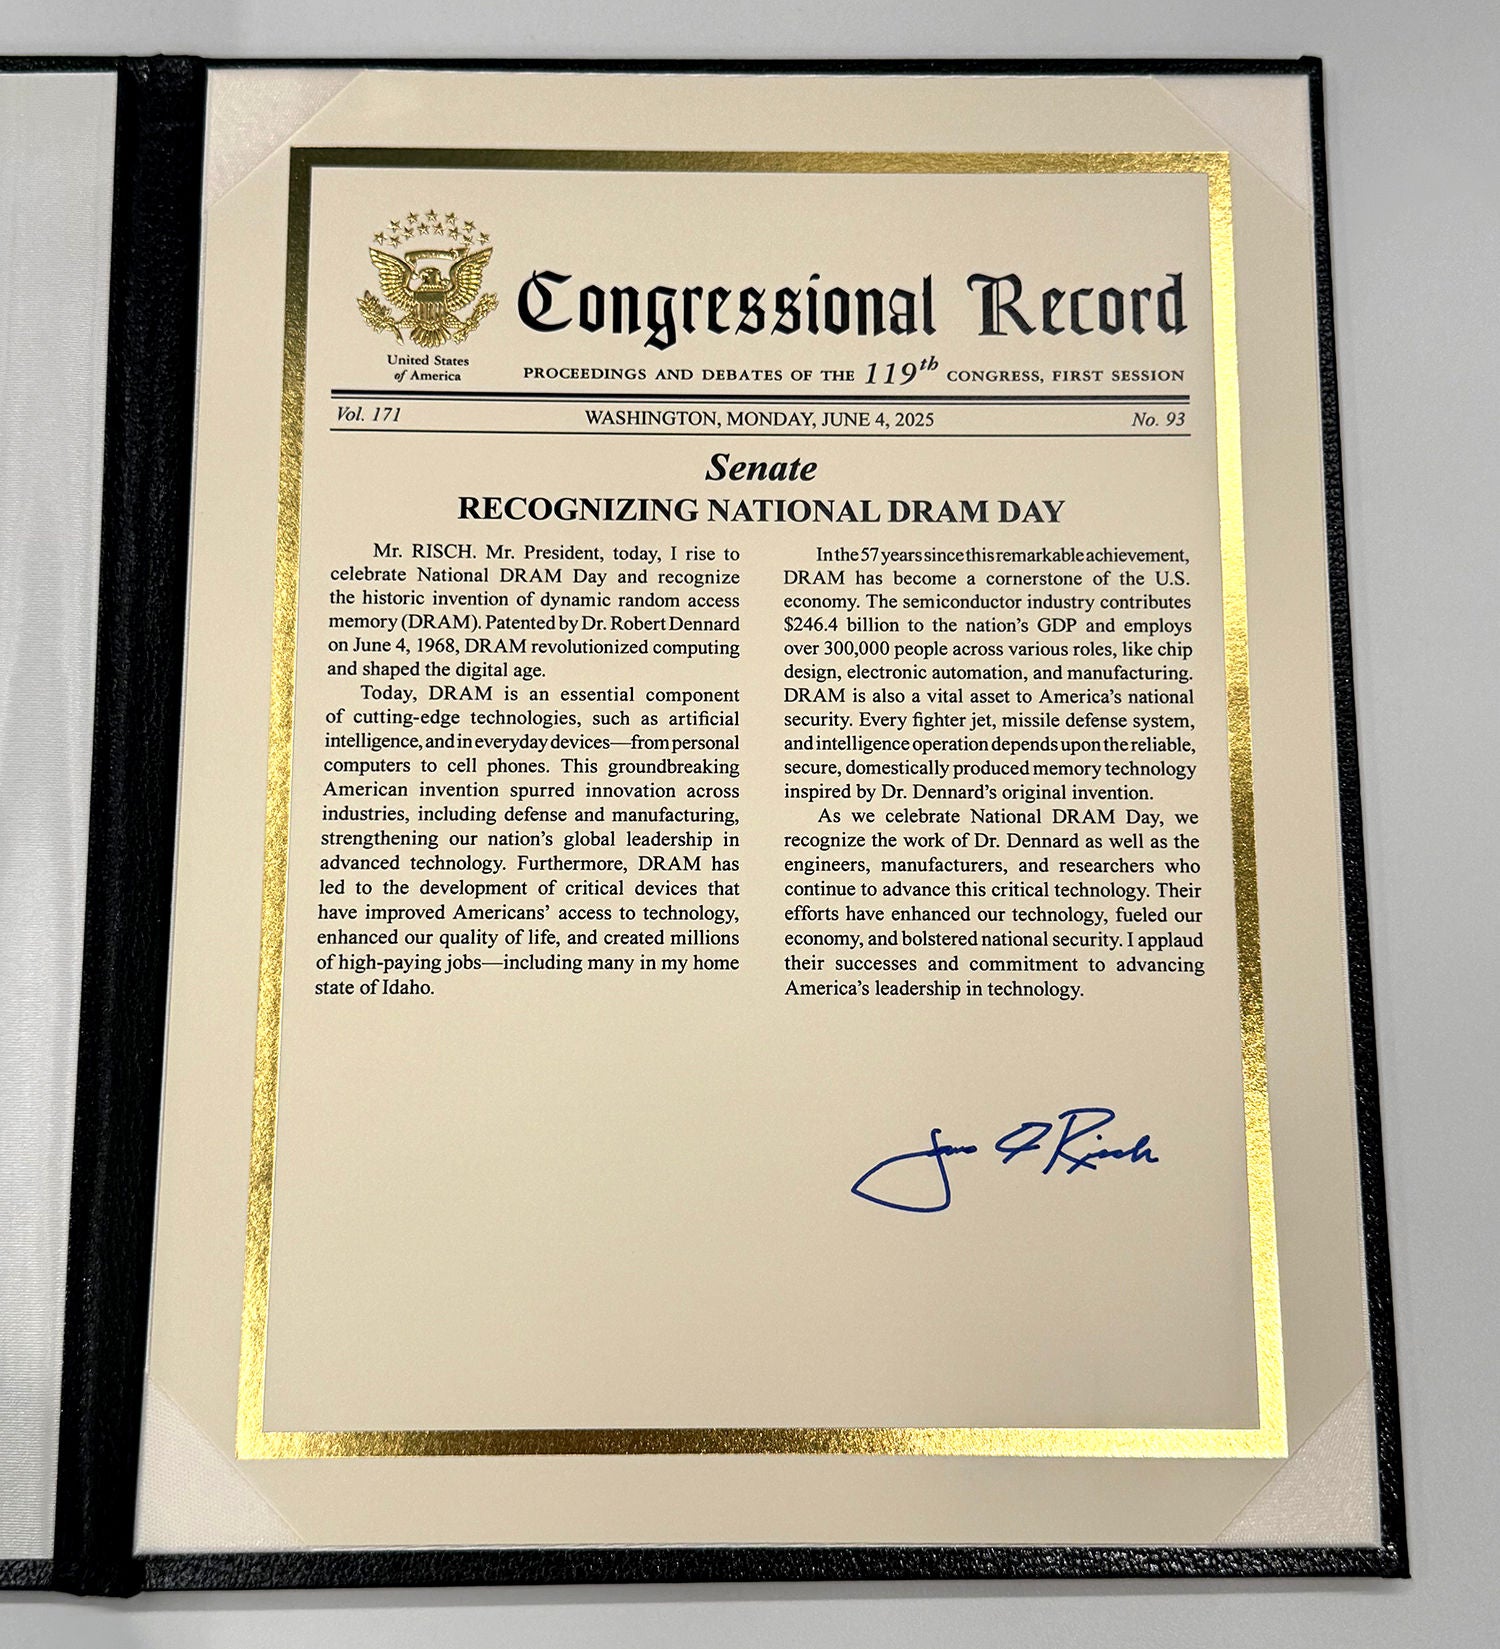 United States
of America
Congressional Record
PROCEEDINGS AND DEBATES OF THE 119th CONGRESS, FIRST SESSION
Vol. 171 WASHINGTON, MONDAY, JUNE 4, 2025 No. 93
Senate
RECOGNIZING NATIONAL DRAM DAY
Mr. RISCH. Mr. President, today, I rise to
celebrate National DRAM Day and recognize
the historic invention of dynamic random access
memory (DRAM). Patented by Dr. Robert Dennard
on June 4, 1968, DRAM revolutionized computing
and shaped the digital age.
Today, DRAM is an essential component
of cutting-edge technologies, such as artificial
intelligence, and in everyday devices—from personal
computers to cell phones. This groundbreaking
American invention spurred innovation across
industries, including defense and manufacturing,
strengthening our nation's global leadership in
advanced technology. Furthermore, DRAM has
led to the development of critical devices that
have improved Americans' access to technology,
enhanced our quality of life, and created millions
of high-paying jobs—including many in my home
state of Idaho.
In the 57 years since this remarkable achievement,
DRAM has become a cornerstone of the U.S.
economy. The semiconductor industry contributes
$246.4 billion to the nation's GDP and employs
over 300,000 people across various roles, like chip
design, electronic automation, and manufacturing.
DRAM is also a vital asset to America's national
security. Every fighter jet, missile defense system,
and intelligence operation depends upon the reliable,
secure, domestically produced memory technology
inspired by Dr. Dennard's original invention.
As we celebrate National DRAM Day, we
recognize the work of Dr. Dennard as well as the
engineers, manufacturers, and researchers who
continue to advance this critical technology. Their
efforts have enhanced our technology, fueled our
economy, and bolstered national security. I applaud
their successes and commitment to advancing
America's leadership in technology.
James E Risch